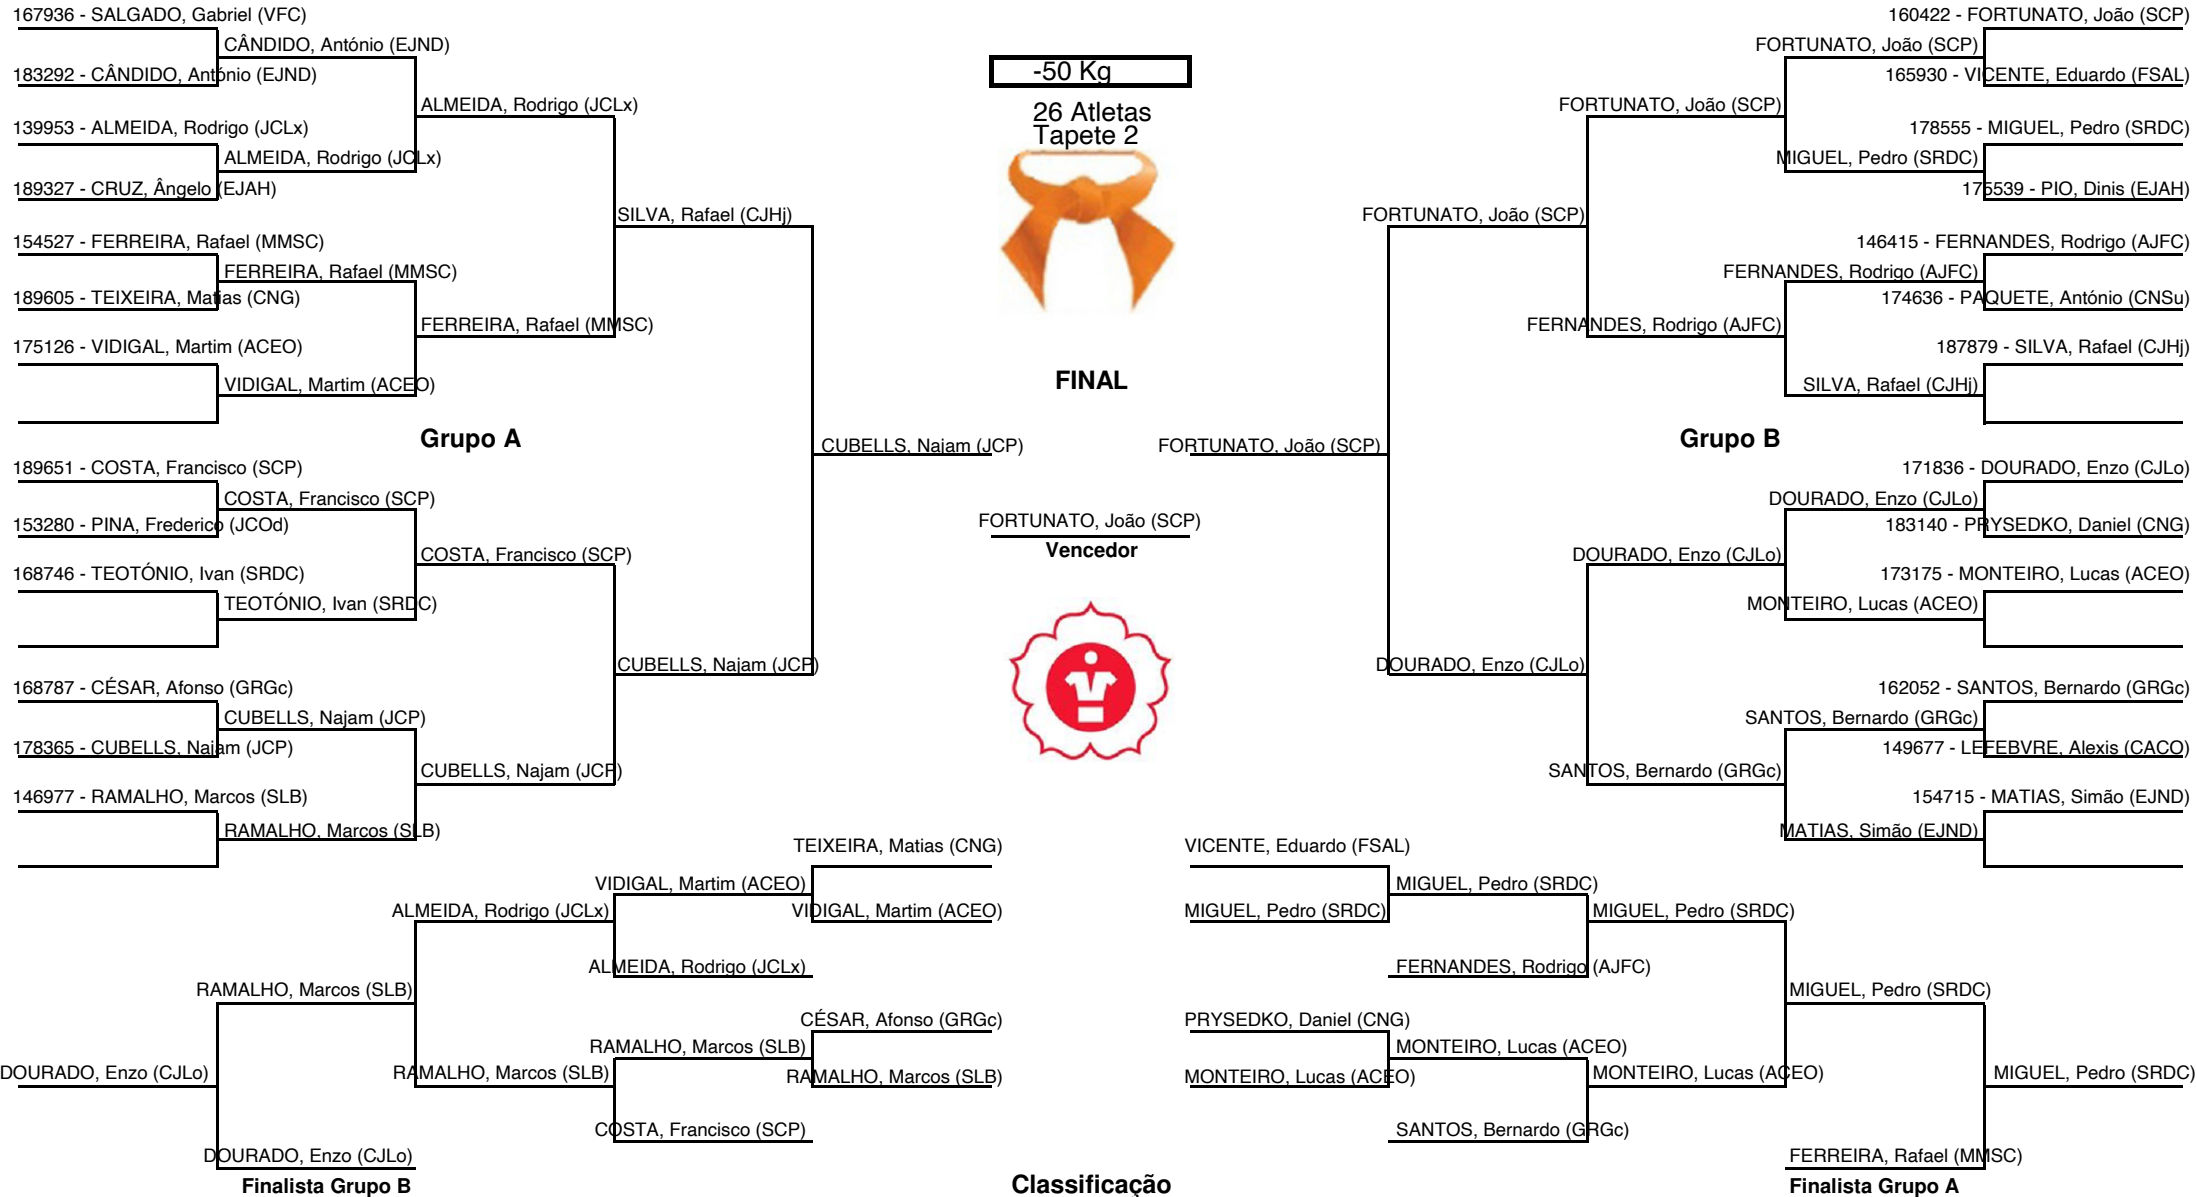 167936 - SALGADO, Gabriel (VFC)
CÂNDIDO, António (EJND)
183292 - CÂNDIDO, António (EJND)
ALMEIDA, Rodrigo (JCLx)
139953 - ALMEIDA, Rodrigo (JCLx)
ALMEIDA, Rodrigo (JCLx)
189327 - CRUZ, Ângelo (EJAH)
SILVA, Rafael (CJHj)
154527 - FERREIRA, Rafael (MMSC)
FERREIRA, Rafael (MMSC)
189605 - TEIXEIRA, Matias (CNG)
FERREIRA, Rafael (MMSC)
175126 - VIDIGAL, Martim (ACEO)
VIDIGAL, Martim (ACEO)
Grupo A
CUBELLS, Najam (JCP)
189651 - COSTA, Francisco (SCP)
COSTA, Francisco (SCP)
153280 - PINA, Frederico (JCOd)
COSTA, Francisco (SCP)
168746 - TEOTÓNIO, Ivan (SRDC)
TEOTÓNIO, Ivan (SRDC)
CUBELLS, Najam (JCP)
168787 - CÉSAR, Afonso (GRGc)
CUBELLS, Najam (JCP)
178365 - CUBELLS, Najam (JCP)
CUBELLS, Najam (JCP)
146977 - RAMALHO, Marcos (SLB)
RAMALHO, Marcos (SLB)
-50 Kg
26 Atletas
Tapete 2
FINAL
FORTUNATO, João (SCP)
Vencedor
160422 - FORTUNATO, João (SCP)
FORTUNATO, João (SCP)
165930 - VICENTE, Eduardo (FSAL)
FORTUNATO, João (SCP)
178555 - MIGUEL, Pedro (SRDC)
MIGUEL, Pedro (SRDC)
175539 - PIO, Dinis (EJAH)
FORTUNATO, João (SCP)
146415 - FERNANDES, Rodrigo (AJFC)
FERNANDES, Rodrigo (AJFC)
174636 - PAQUETE, António (CNSu)
FERNANDES, Rodrigo (AJFC)
187879 - SILVA, Rafael (CJHj)
SILVA, Rafael (CJHj)
Grupo B
FORTUNATO, João (SCP)
171836 - DOURADO, Enzo (CJLo)
DOURADO, Enzo (CJLo)
183140 - PRYSEDKO, Daniel (CNG)
DOURADO, Enzo (CJLo)
173175 - MONTEIRO, Lucas (ACEO)
MONTEIRO, Lucas (ACEO)
DOURADO, Enzo (CJLo)
162052 - SANTOS, Bernardo (GRGc)
SANTOS, Bernardo (GRGc)
149677 - LEFEBVRE, Alexis (CACO)
SANTOS, Bernardo (GRGc)
154715 - MATIAS, Simão (EJND)
MATIAS, Simão (EJND)
TEIXEIRA, Matias (CNG)
VIDIGAL, Martim (ACEO)
ALMEIDA, Rodrigo (JCLx)
VIDIGAL, Martim (ACEO)
ALMEIDA, Rodrigo (JCLx)
RAMALHO, Marcos (SLB)
CÉSAR, Afonso (GRGc)
RAMALHO, Marcos (SLB)
DOURADO, Enzo (CJLo)
RAMALHO, Marcos (SLB)
RAMALHO, Marcos (SLB)
COSTA, Francisco (SCP)
DOURADO, Enzo (CJLo)
Finalista Grupo B
VICENTE, Eduardo (FSAL)
MIGUEL, Pedro (SRDC)
MIGUEL, Pedro (SRDC)
MIGUEL, Pedro (SRDC)
FERNANDES, Rodrigo (AJFC)
MIGUEL, Pedro (SRDC)
PRYSEDKO, Daniel (CNG)
MONTEIRO, Lucas (ACEO)
MONTEIRO, Lucas (ACEO)
MONTEIRO, Lucas (ACEO)
MIGUEL, Pedro (SRDC)
SANTOS, Bernardo (GRGc)
FERREIRA, Rafael (MMSC)
Finalista Grupo A
Classificação